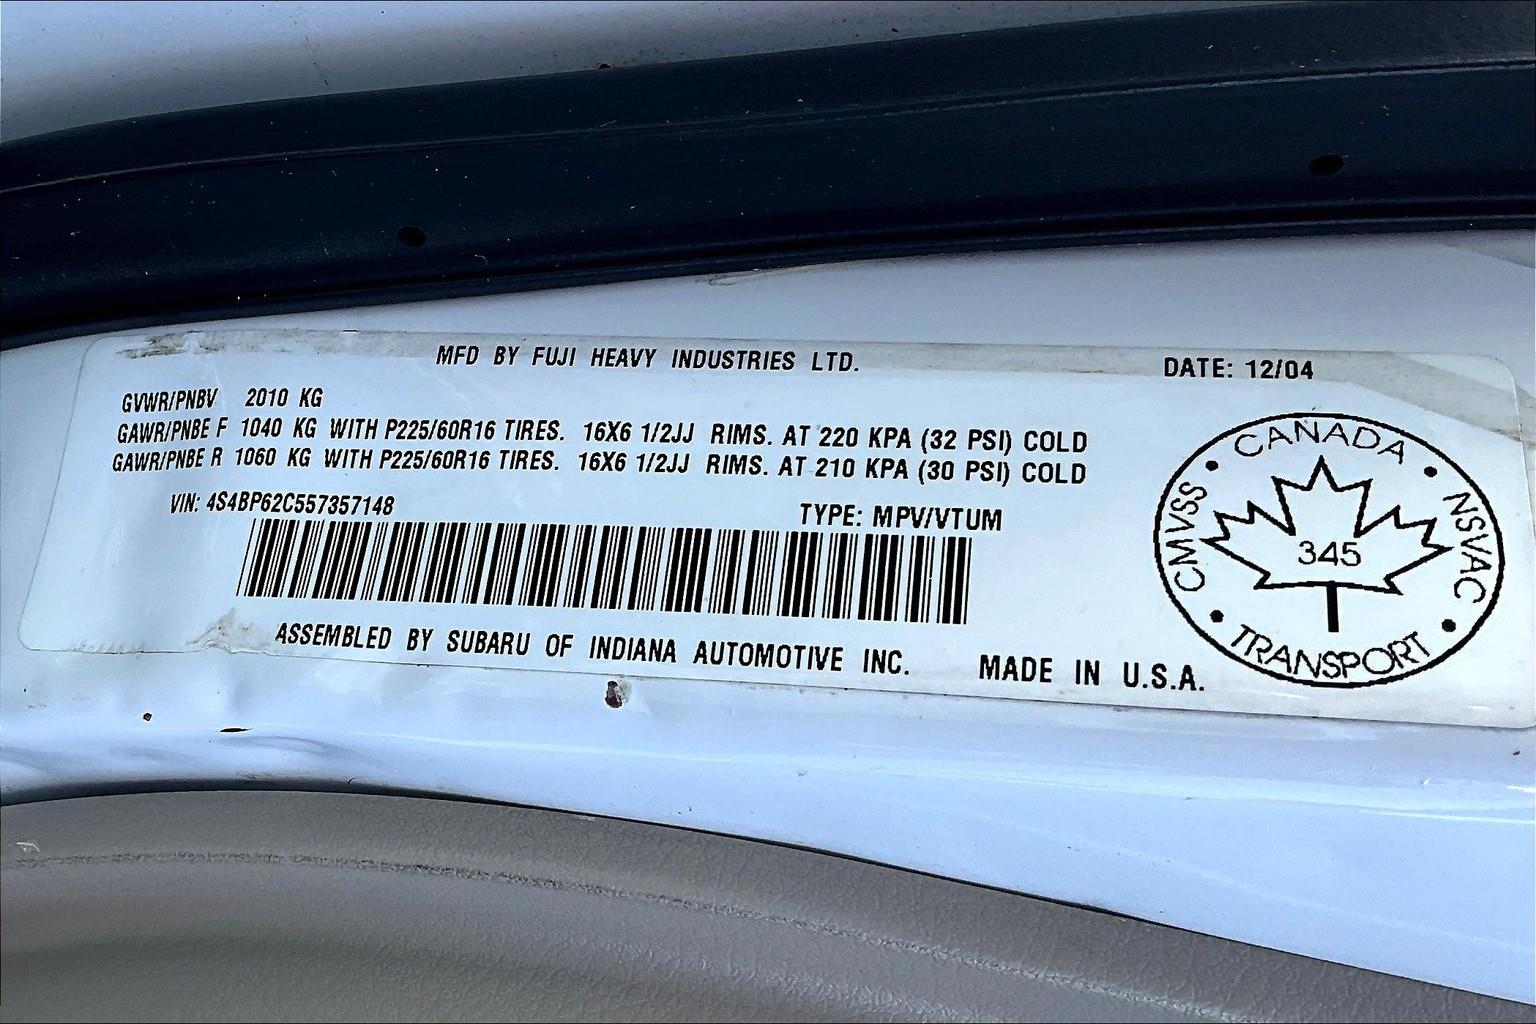 MFD BY FUJI HEAVY INDUSTRIES LTD.
DATE: 12/04
GVWR/PNBV 2010 KG
GAWR/PNBE F 1040 KG WITH P225/60R16 TIRES. 16X6 1/2JJ RIMS. AT 220 KPA (32 PSI) COLD
GAWR/PNBE R 1060 KG WITH P225/60R16 TIRES. 16X6 1/2JJ RIMS. AT 210 KPA (30 PSI) COLD
VIN: 4S4BP62C557357148
TYPE: MPV/VTUM
ASSEMBLED BY SUBARU OF INDIANA AUTOMOTIVE INC.
MADE IN U.S.A.
CANADA
CMVSS
NSVAC
345
TRANSPORT